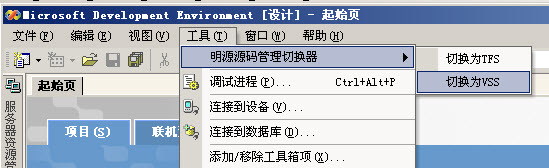 Microsoft Development Environment [设计] - 起始页
文件(F) 编辑(E) 视图(V) 工具(T) 窗口(W) 帮助(H)
明源源码管理切换器
切换为TFS
切换为VSS
起始页
调试进程(P)... Ctrl+Alt+P
连接到设备(V)...
项目(S) 联机
连接到数据库(D)...
添加/移除工具箱项(X)...
服务器资源管